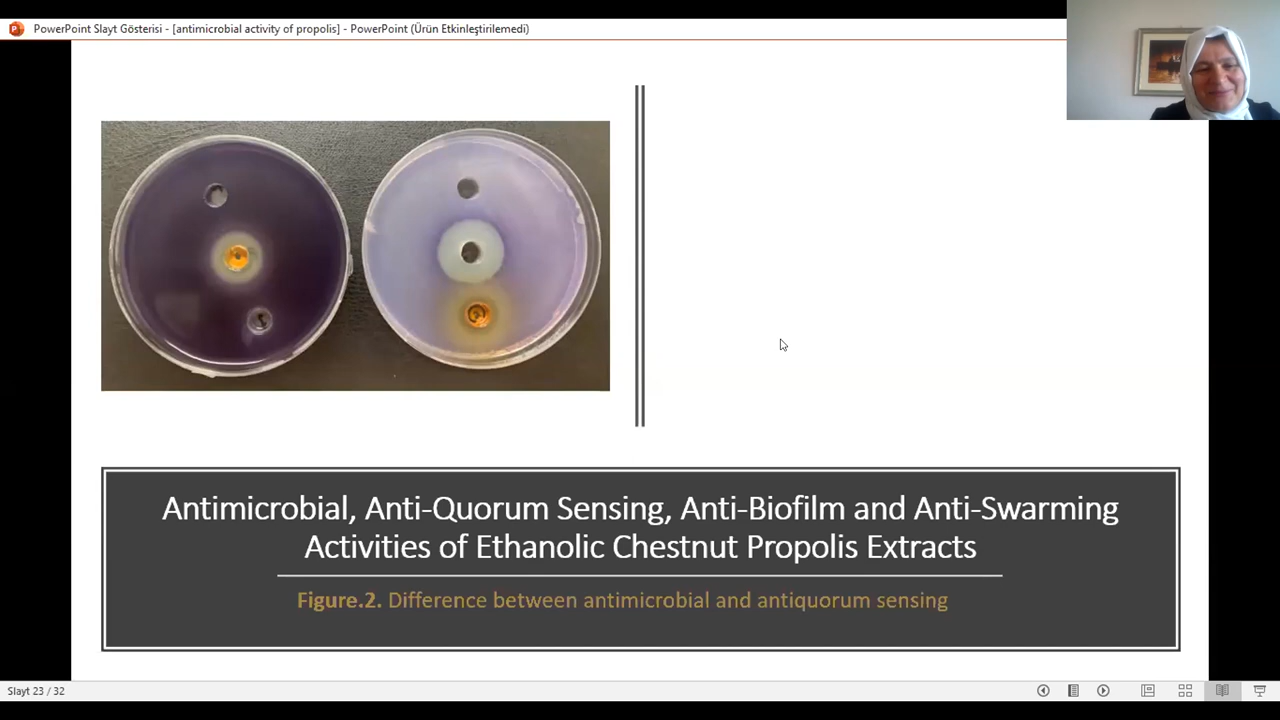 PowerPoint Slayt Gösterisi - [antimicrobial activity of propolis] - PowerPoint (Ürün Etkinleştirilemedi)
Antimicrobial, Anti-Quorum Sensing, Anti-Biofilm and Anti-Swarming
Activities of Ethanolic Chestnut Propolis Extracts
Figure.2. Difference between antimicrobial and antiquorum sensing
Slayt 23 / 32